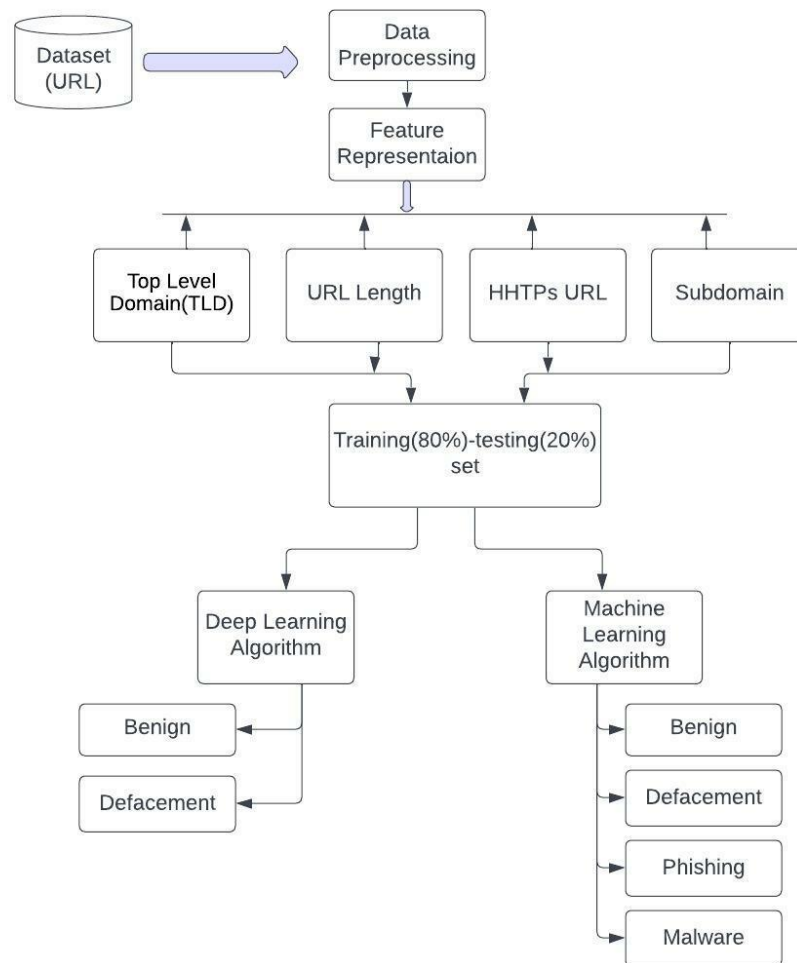 Dataset
(URL)
Data
Preprocessing
Feature
Representaion
Top Level
Domain(TLD)
URL Length
HHTPs URL
Subdomain
Training(80%)-testing(20%)
set
Deep Learning
Algorithm
Machine
Learning
Algorithm
Benign
Defacement
Benign
Defacement
Phishing
Malware